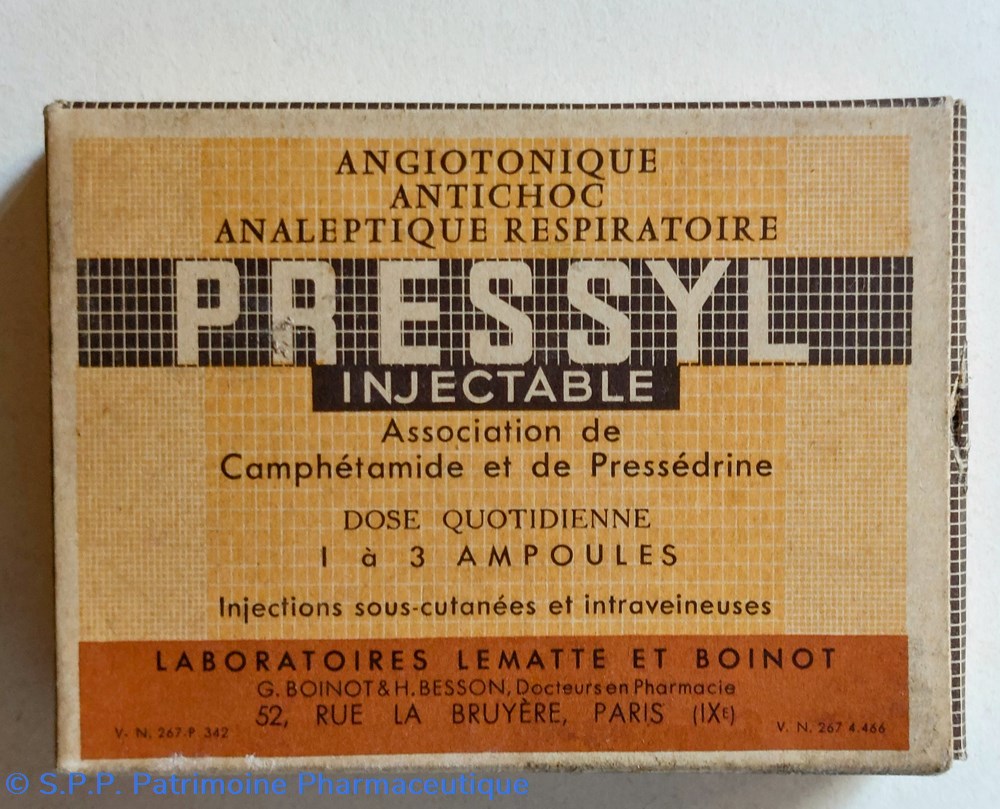 ANGIOTONIQUE
ANTICHOC
ANALEPTIQUE RESPIRATOIRE
PRESSYL
INJECTABLE
Association de
Camphétamide et de Pressédrine
DOSE QUOTIDIENNE
1 à 3 AMPOULES
Injections sous-cutanées et intraveineuses
LABORATOIRES LEMATTE ET BOINOT
G. BOINOT & H. BESSON, Docteurs en Pharmacie
52, RUE LA BRUYÈRE, PARIS (IXE)
V. N. 267-P 342
V. N. 267 4.466
© S.P.P. Patrimoine Pharmaceutique